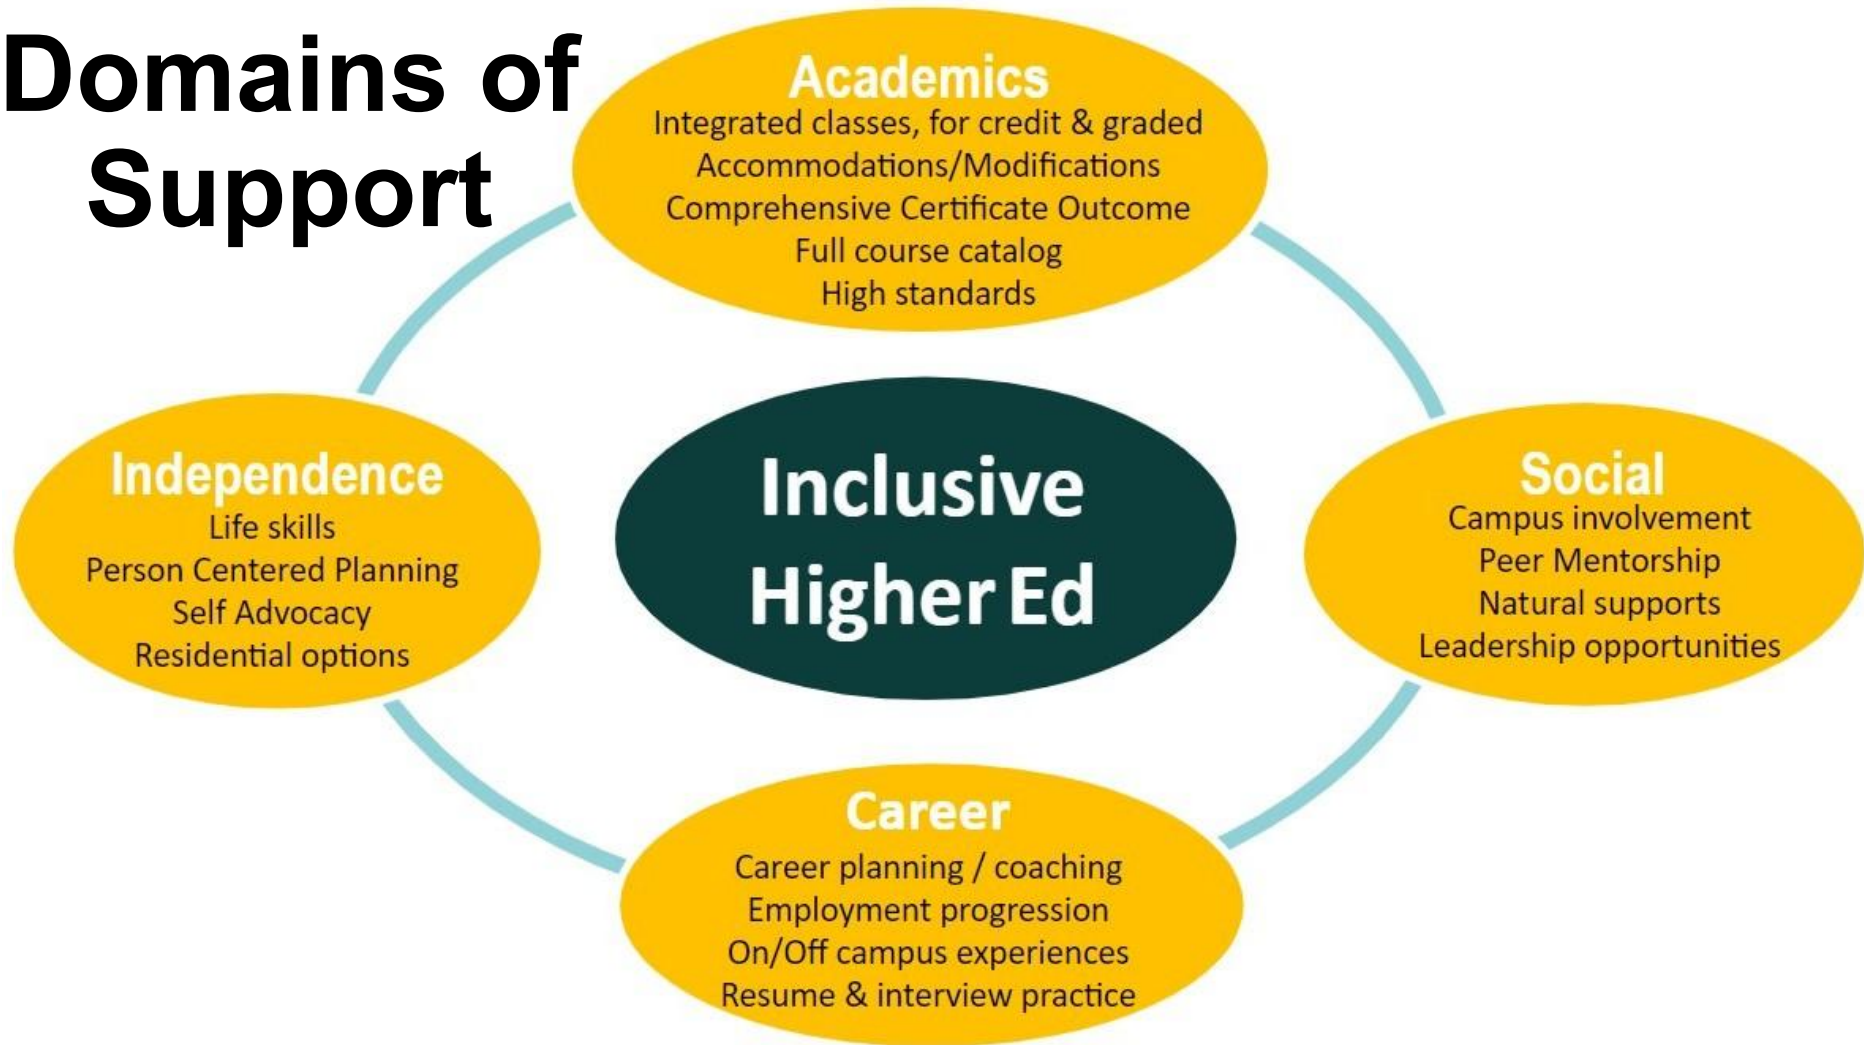 Domains of
Support
Academics
Integrated classes, for credit & graded
Accommodations/Modifications
Comprehensive Certificate Outcome
Full course catalog
High standards
Independence
Life skills
Person Centered Planning
Self Advocacy
Residential options
Inclusive
Higher Ed
Social
Campus involvement
Peer Mentorship
Natural supports
Leadership opportunities
Career
Career planning / coaching
Employment progression
On/Off campus experiences
Resume & interview practice